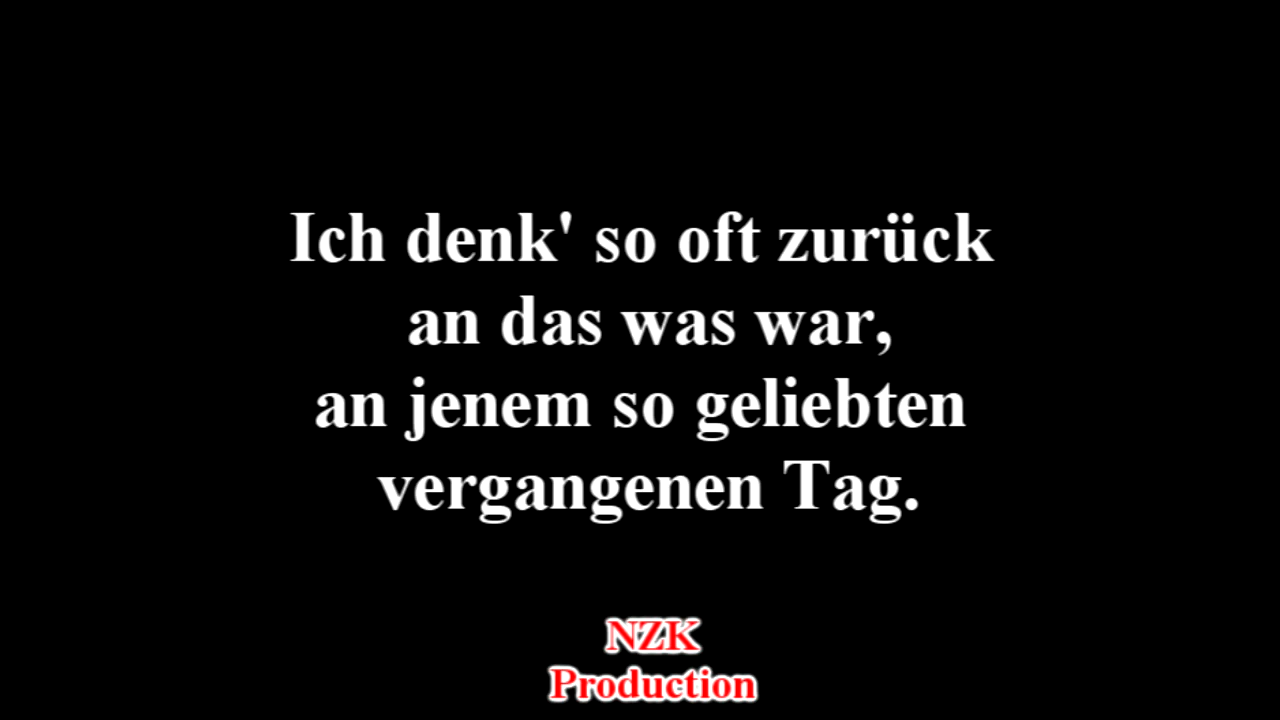 Ich denk' so oft zurück
an das was war,
an jenem so geliebten
vergangenen Tag.
NZK
Production